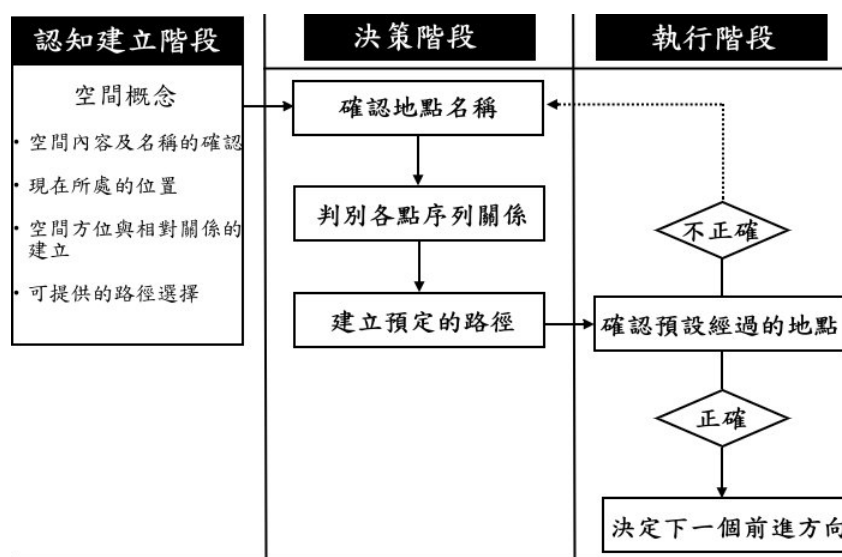 認知建立階段
空間概念
• 空間內容及名稱的確認
• 現在所處的位置
• 空間方位與相對關係的
建立
• 可提供的路徑選擇
決策階段
確認地點名稱
判別各點序列關係
建立預定的路徑
執行階段
不正確
確認預設經過的地點
正確
決定下一個前進方向